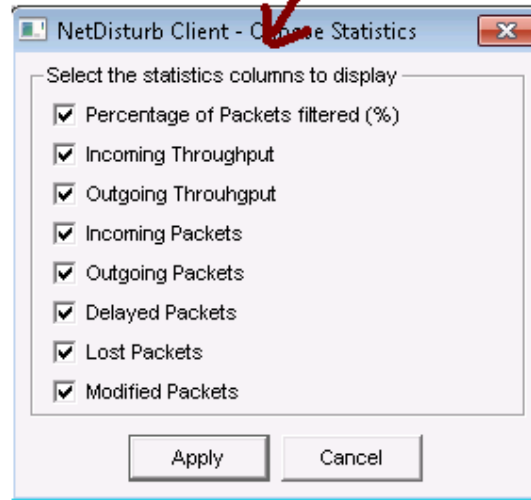 NetDisturb Client - Choose Statistics
Select the statistics columns to display
Percentage of Packets filtered (%)
Incoming Throughput
Outgoing Throuhgput
Incoming Packets
Outgoing Packets
Delayed Packets
Lost Packets
Modified Packets
Apply
Cancel